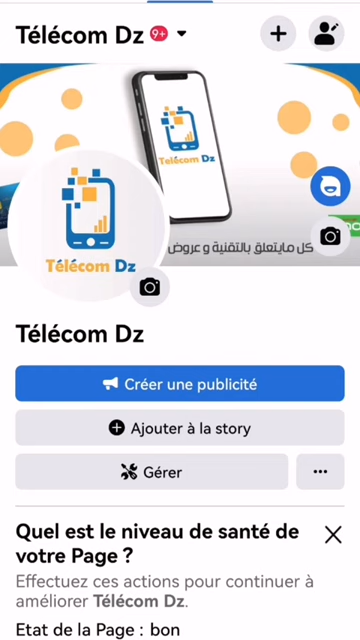 Télécom Dz 9+
Télécom Dz
كل مايتعلق بالتقنية و عروض
Télécom Dz
Télécom Dz
Créer une publicité
Ajouter à la story
Gérer
Quel est le niveau de santé de
votre Page ?
Effectuez ces actions pour continuer à
améliorer Télécom Dz.
Etat de la Page : bon